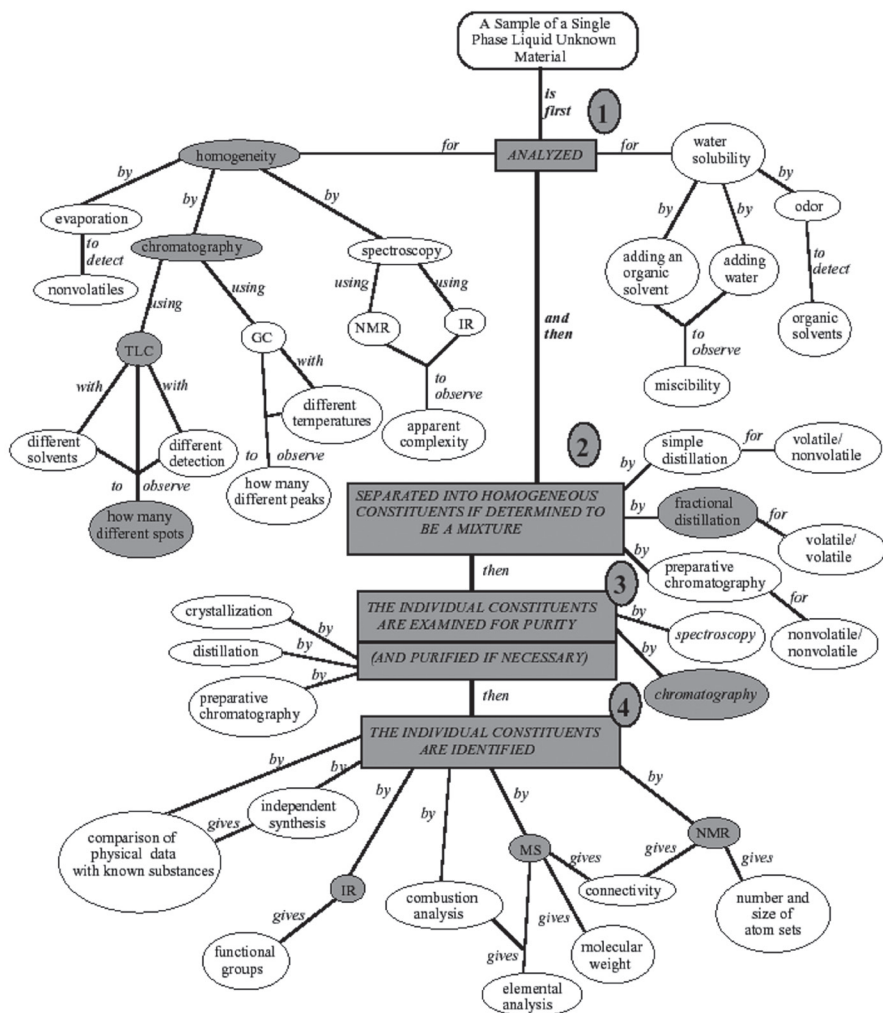 A Sample of a Single
Phase Liquid Unknown
Material
is
first
1
homogeneity
for
ANALYZED
for
water
solubility
by
by
by
by
by
by
evaporation
to
detect
nonvolatiles
chromatography
spectroscopy
odor
adding an
organic
solvent
adding
water
to
detect
using
using
using
using
NMR
IR
organic
solvents
to
observe
miscibility
and
then
TLC
GC
with
with
with
to
observe
different
temperatures
apparent
complexity
different
solvents
different
detection
to
observe
to
observe
how many
different spots
how many
different peaks
2
SEPARATED INTO HOMOGENEOUS
CONSTITUENTS IF DETERMINED TO
BE A MIXTURE
by
simple
distillation
for
volatile/
nonvolatile
by
fractional
distillation
for
volatile/
volatile
by
preparative
chromatography
for
nonvolatile/
nonvolatile
then
3
THE INDIVIDUAL CONSTITUENTS
ARE EXAMINED FOR PURITY
(AND PURIFIED IF NECESSARY)
crystallization
by
distillation
by
preparative
chromatography
by
by
spectroscopy
by
chromatography
then
4
THE INDIVIDUAL CONSTITUENTS
ARE IDENTIFIED
by
by
by
by
by
by
comparison of
physical data
with known substances
gives
independent
synthesis
IR
gives
functional
groups
combustion
analysis
MS
gives
gives
connectivity
NMR
gives
number and
size of
atom sets
gives
gives
molecular
weight
elemental
analysis